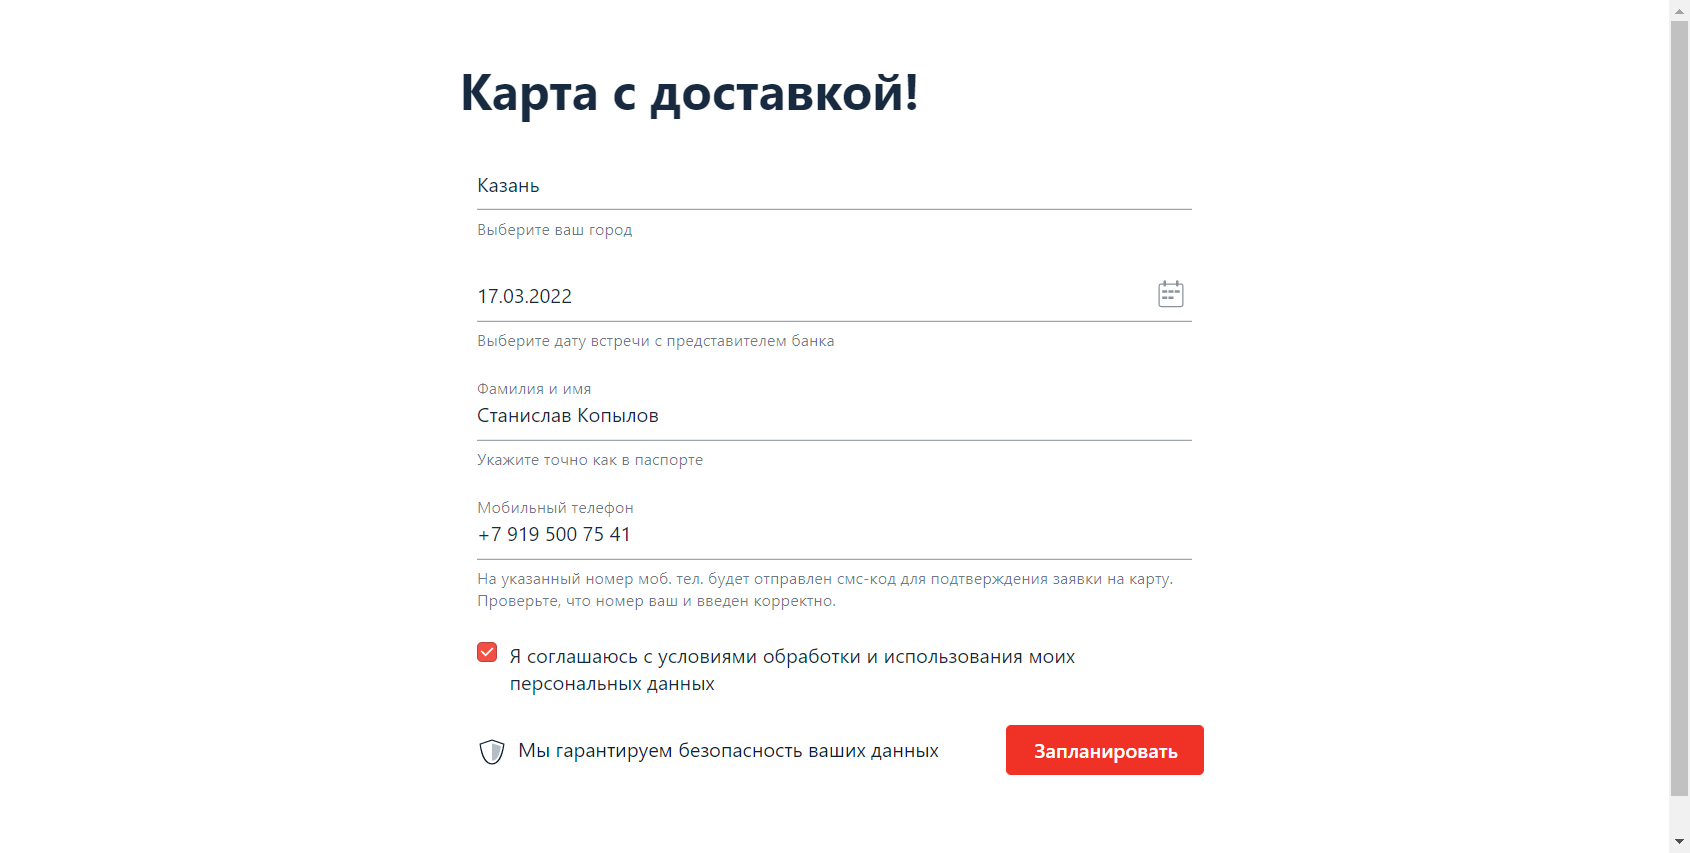 Карта с доставкой!
Казань
Выберите ваш город
17.03.2022
Выберите дату встречи с представителем банка
Фамилия и имя
Станислав Копылов
Укажите точно как в паспорте
Мобильный телефон
+7 919 500 75 41
На указанный номер моб. тел. будет отправлен смс-код для подтверждения заявки на карту.
Проверьте, что номер ваш и введен корректно.
Я соглашаюсь с условиями обработки и использования моих
персональных данных
Мы гарантируем безопасность ваших данных
Запланировать